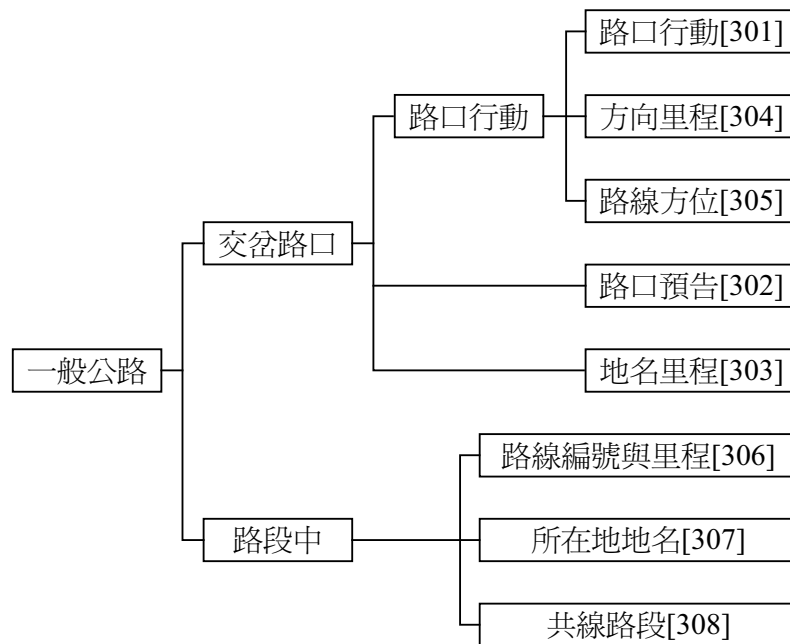 路口行動[301]
路口行動
方向里程[304]
路線方位[305]
交岔路口
路口預告[302]
一般公路
地名里程[303]
路線編號與里程[306]
路段中
所在地地名[307]
共線路段[308]